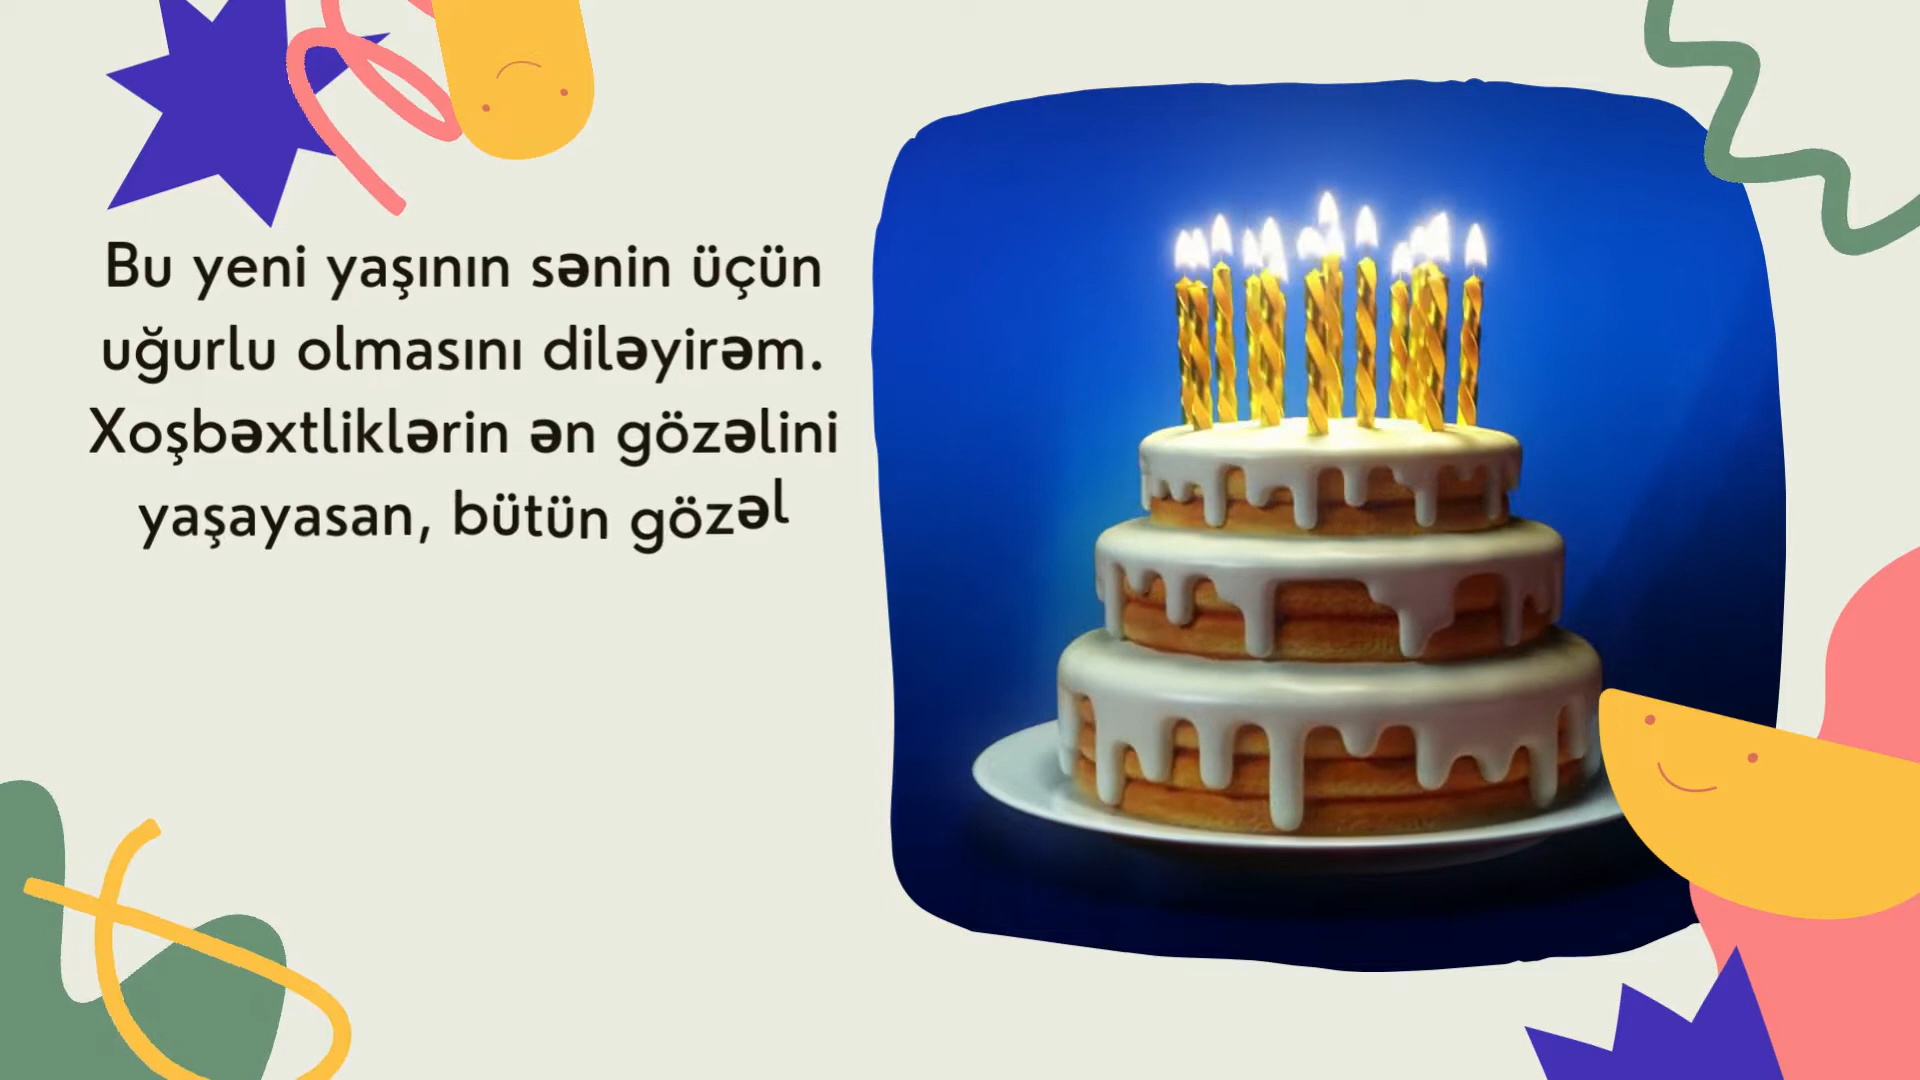 Bu yeni yaşının sənin üçün
uğurlu olmasını diləyirəm.
Xoşbəxtliklərin ən gözəlini
yaşayasan, bütün gözəl